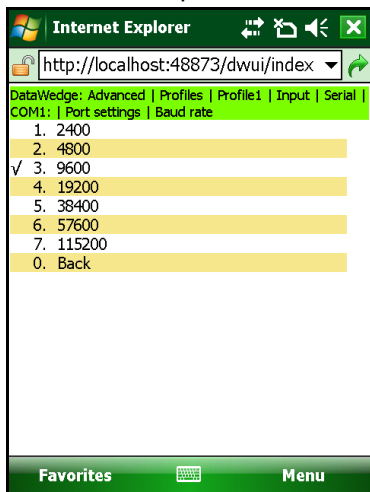 Internet Explorer
http://localhost:48873/dwui/index
DataWedge: Advanced | Profiles | Profile1 | Input | Serial |
COM1: | Port settings | Baud rate
1. 2400
2. 4800
√ 3. 9600
4. 19200
5. 38400
6. 57600
7. 115200
0. Back
Favorites Menu